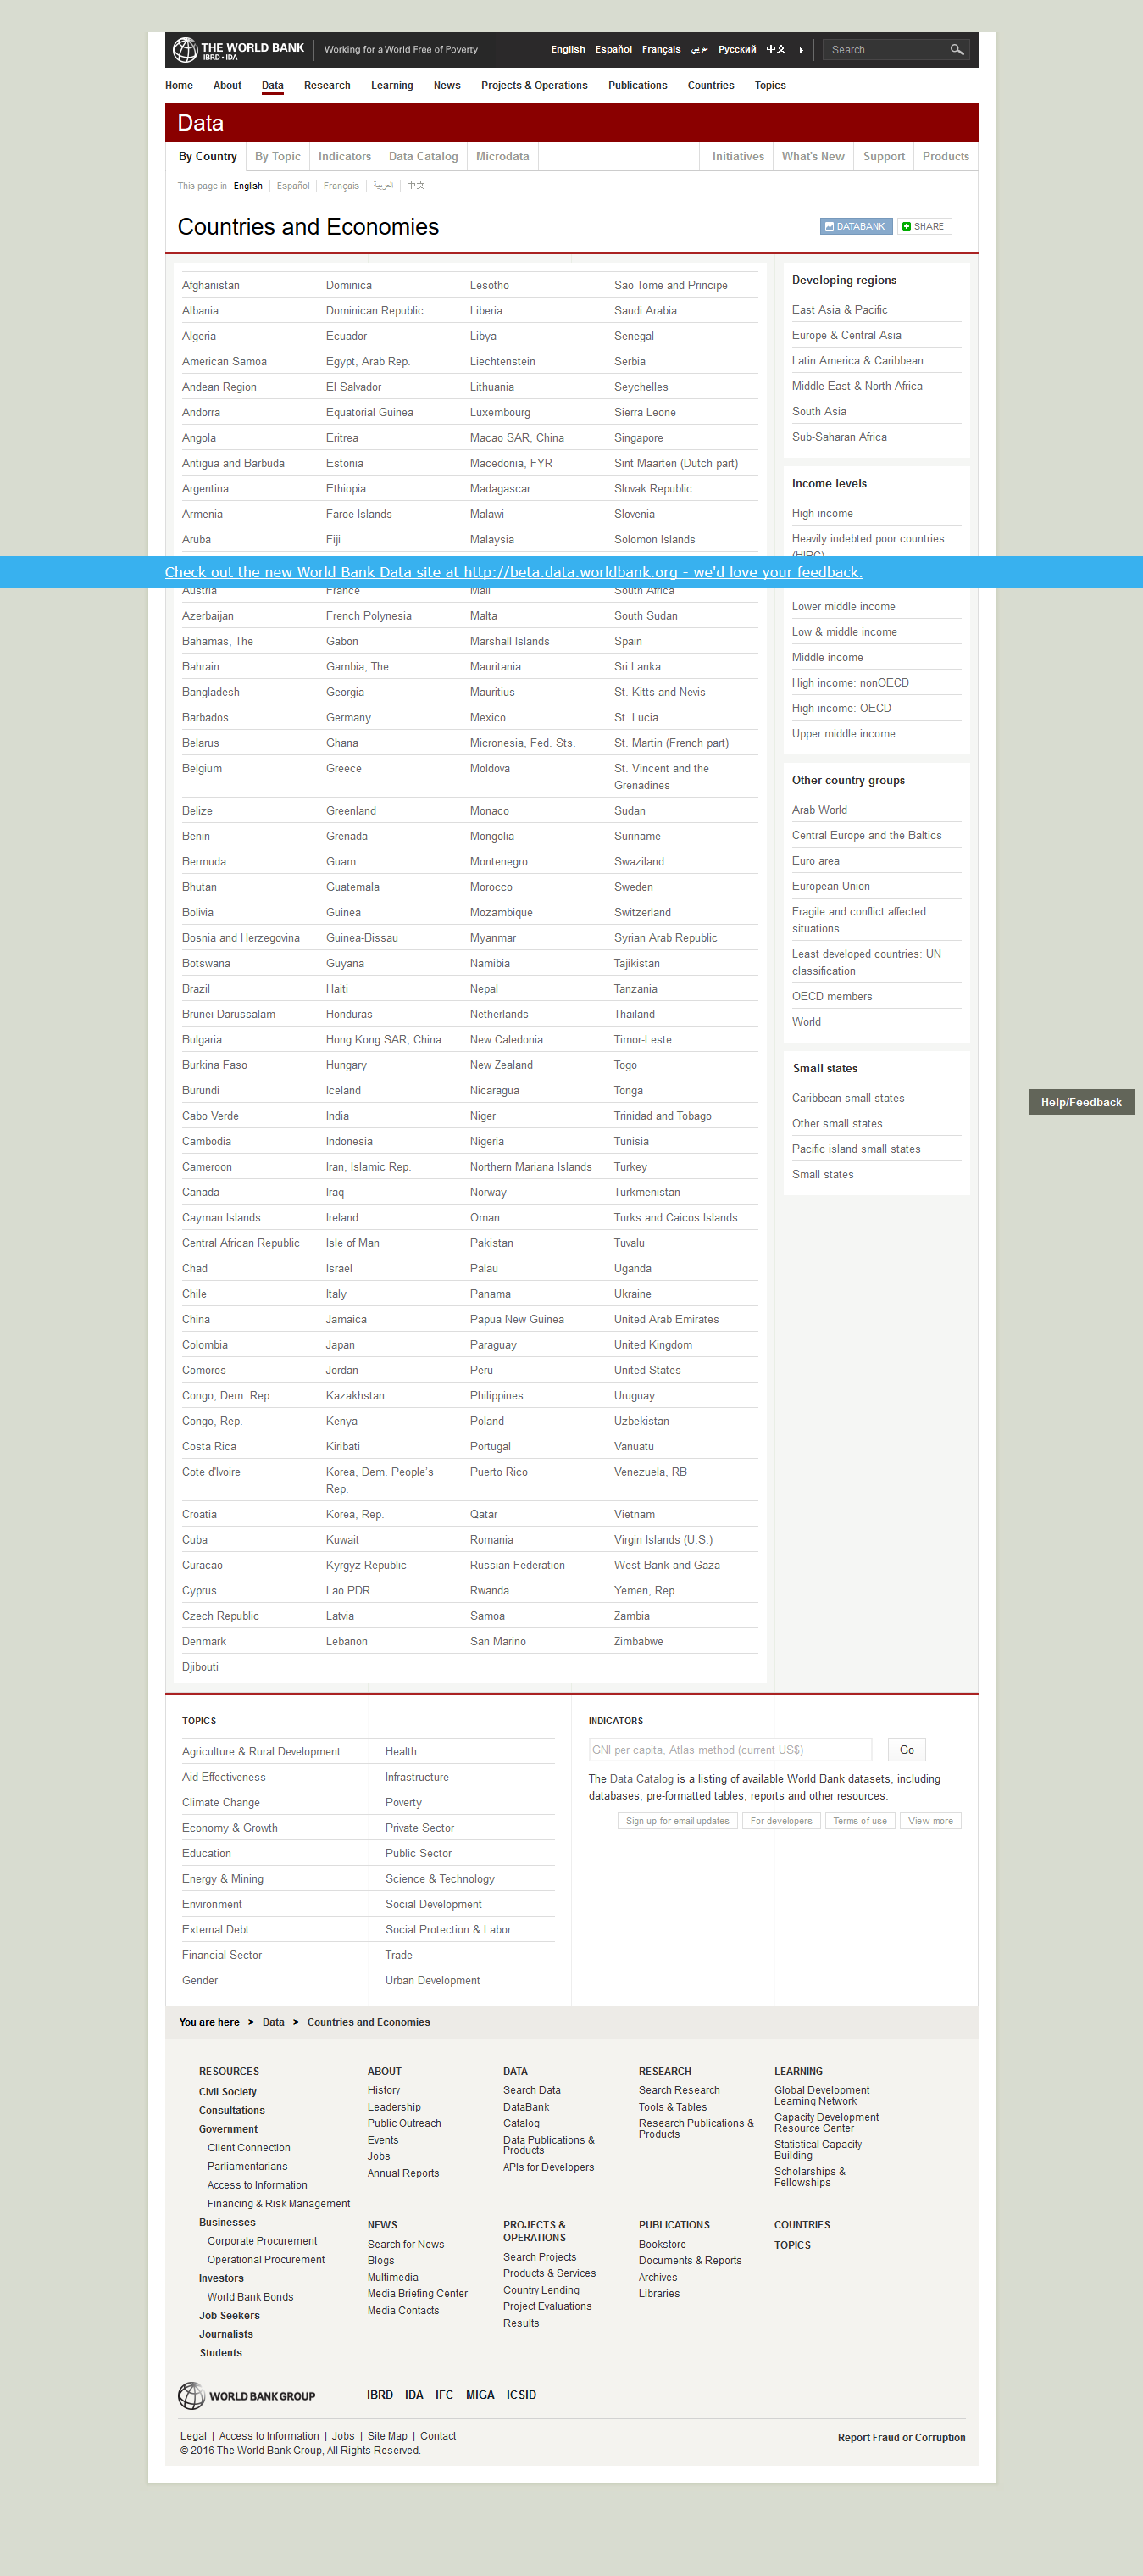 THE WORLD BANK
IBRD • IDA
Working for a World Free of Poverty
English Español Français عربي Русский 中文
Search
Home About Data Research Learning News Projects & Operations Publications Countries Topics
Data
By Country By Topic Indicators Data Catalog Microdata Initiatives What's New Support Products
This page in English Español Français العربية 中文
Countries and Economies
DATABANK SHARE
Afghanistan Dominica Lesotho Sao Tome and Principe
Albania Dominican Republic Liberia Saudi Arabia
Algeria Ecuador Libya Senegal
American Samoa Egypt, Arab Rep. Liechtenstein Serbia
Andean Region El Salvador Lithuania Seychelles
Andorra Equatorial Guinea Luxembourg Sierra Leone
Angola Eritrea Macao SAR, China Singapore
Antigua and Barbuda Estonia Macedonia, FYR Sint Maarten (Dutch part)
Argentina Ethiopia Madagascar Slovak Republic
Armenia Faroe Islands Malawi Slovenia
Aruba Fiji Malaysia Solomon Islands
Check out the new World Bank Data site at http://beta.data.worldbank.org - we'd love your feedback.
Austria France Mali South Africa
Azerbaijan French Polynesia Malta South Sudan
Bahamas, The Gabon Marshall Islands Spain
Bahrain Gambia, The Mauritania Sri Lanka
Bangladesh Georgia Mauritius St. Kitts and Nevis
Barbados Germany Mexico St. Lucia
Belarus Ghana Micronesia, Fed. Sts. St. Martin (French part)
Belgium Greece Moldova St. Vincent and the
Grenadines
Belize Greenland Monaco Sudan
Benin Grenada Mongolia Suriname
Bermuda Guam Montenegro Swaziland
Bhutan Guatemala Morocco Sweden
Bolivia Guinea Mozambique Switzerland
Bosnia and Herzegovina Guinea-Bissau Myanmar Syrian Arab Republic
Botswana Guyana Namibia Tajikistan
Brazil Haiti Nepal Tanzania
Brunei Darussalam Honduras Netherlands Thailand
Bulgaria Hong Kong SAR, China New Caledonia Timor-Leste
Burkina Faso Hungary New Zealand Togo
Burundi Iceland Nicaragua Tonga
Cabo Verde India Niger Trinidad and Tobago
Cambodia Indonesia Nigeria Tunisia
Cameroon Iran, Islamic Rep. Northern Mariana Islands Turkey
Canada Iraq Norway Turkmenistan
Cayman Islands Ireland Oman Turks and Caicos Islands
Central African Republic Isle of Man Pakistan Tuvalu
Chad Israel Palau Uganda
Chile Italy Panama Ukraine
China Jamaica Papua New Guinea United Arab Emirates
Colombia Japan Paraguay United Kingdom
Comoros Jordan Peru United States
Congo, Dem. Rep. Kazakhstan Philippines Uruguay
Congo, Rep. Kenya Poland Uzbekistan
Costa Rica Kiribati Portugal Vanuatu
Cote d'Ivoire Korea, Dem. People's Puerto Rico Venezuela, RB
Rep.
Croatia Korea, Rep. Qatar Vietnam
Cuba Kuwait Romania Virgin Islands (U.S.)
Curacao Kyrgyz Republic Russian Federation West Bank and Gaza
Cyprus Lao PDR Rwanda Yemen, Rep.
Czech Republic Latvia Samoa Zambia
Denmark Lebanon San Marino Zimbabwe
Djibouti
Developing regions
East Asia & Pacific
Europe & Central Asia
Latin America & Caribbean
Middle East & North Africa
South Asia
Sub-Saharan Africa
Income levels
High income
Heavily indebted poor countries
(HIPC)
Lower middle income
Low & middle income
Middle income
High income: nonOECD
High income: OECD
Upper middle income
Other country groups
Arab World
Central Europe and the Baltics
Euro area
European Union
Fragile and conflict affected
situations
Least developed countries: UN
classification
OECD members
World
Small states
Caribbean small states
Other small states
Pacific island small states
Small states
Help/Feedback
TOPICS
Agriculture & Rural Development Health
Aid Effectiveness Infrastructure
Climate Change Poverty
Economy & Growth Private Sector
Education Public Sector
Energy & Mining Science & Technology
Environment Social Development
External Debt Social Protection & Labor
Financial Sector Trade
Gender Urban Development
INDICATORS
GNI per capita, Atlas method (current US$) Go
The Data Catalog is a listing of available World Bank datasets, including
databases, pre-formatted tables, reports and other resources.
Sign up for email updates For developers Terms of use View more
You are here > Data > Countries and Economies
RESOURCES
Civil Society
Consultations
Government
Client Connection
Parliamentarians
Access to Information
Financing & Risk Management
Businesses
Corporate Procurement
Operational Procurement
Investors
World Bank Bonds
Job Seekers
Journalists
Students
ABOUT
History
Leadership
Public Outreach
Events
Jobs
Annual Reports
DATA
Search Data
DataBank
Catalog
Data Publications &
Products
APIs for Developers
RESEARCH
Search Research
Tools & Tables
Research Publications &
Products
LEARNING
Global Development
Learning Network
Capacity Development
Resource Center
Statistical Capacity
Building
Scholarships &
Fellowships
NEWS
Search for News
Blogs
Multimedia
Media Briefing Center
Media Contacts
PROJECTS &
OPERATIONS
Search Projects
Products & Services
Country Lending
Project Evaluations
Results
PUBLICATIONS
Bookstore
Documents & Reports
Archives
Libraries
COUNTRIES
TOPICS
WORLD BANK GROUP
IBRD IDA IFC MIGA ICSID
Legal | Access to Information | Jobs | Site Map | Contact
© 2016 The World Bank Group, All Rights Reserved.
Report Fraud or Corruption